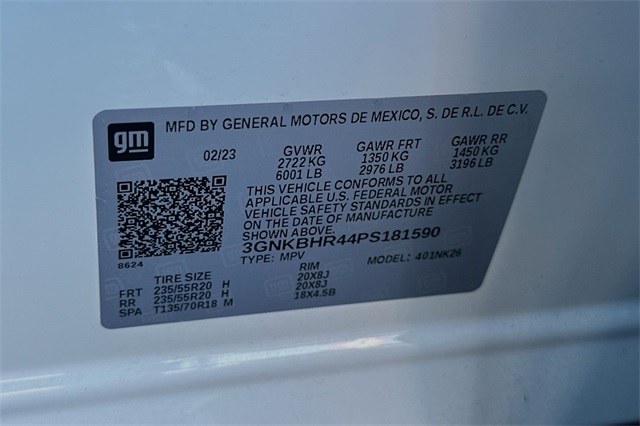 gm
MFD BY GENERAL MOTORS DE MEXICO, S. DE R.L. DE C.V.
02/23 GVWR GAWR FRT GAWR RR
2722 KG 1350 KG 1450 KG
6001 LB 2976 LB 3196 LB
THIS VEHICLE CONFORMS TO ALL
APPLICABLE U.S. FEDERAL MOTOR
VEHICLE SAFETY STANDARDS IN EFFECT
ON THE DATE OF MANUFACTURE
SHOWN.
3GNKBHR44PS181590
8624
TYPE: MPV MODEL: 401NK26
TIRE SIZE RIM
FRT 235/55R20 H 20X8J
RR 235/55R20 H 20X8J
SPA T135/70R18 M 18X4.5B